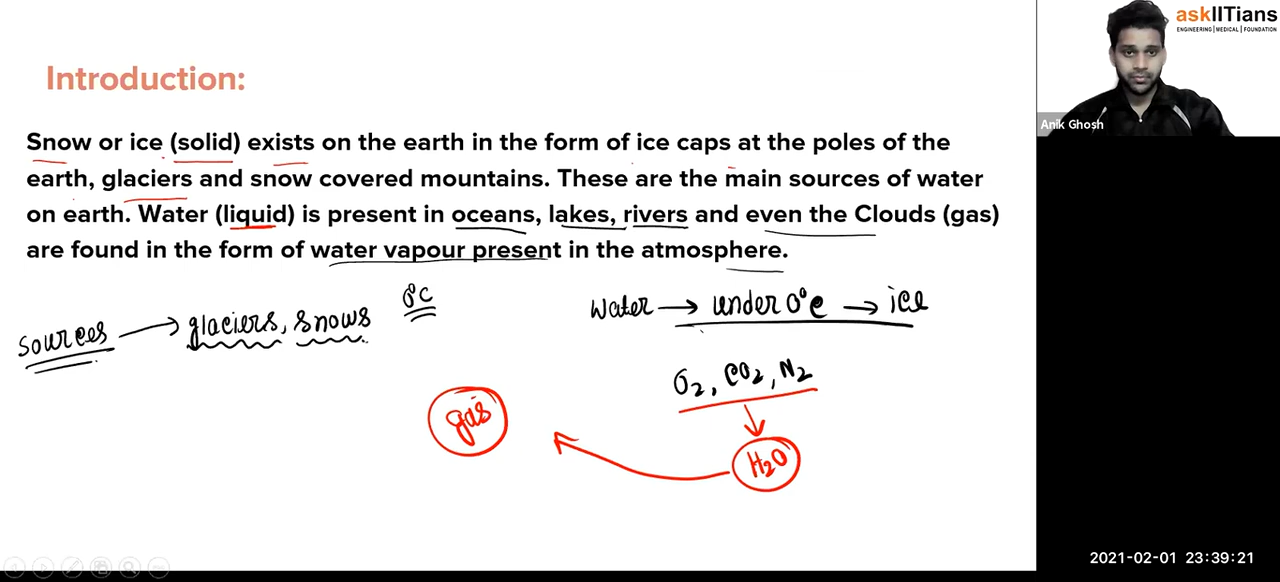 askIITians
ENGINEERING | MEDICAL | FOUNDATION
Introduction:
Anik Ghosh
Snow or ice (solid) exists on the earth in the form of ice caps at the poles of the
earth, glaciers and snow covered mountains. These are the main sources of water
on earth. Water (liquid) is present in oceans, lakes, rivers and even the Clouds (gas)
are found in the form of water vapour present in the atmosphere.
0°C
water → under 0°C → ice
sources → glaciers, snows
O₂, CO₂, N₂
gas
H₂O
2021-02-01 23:39:21